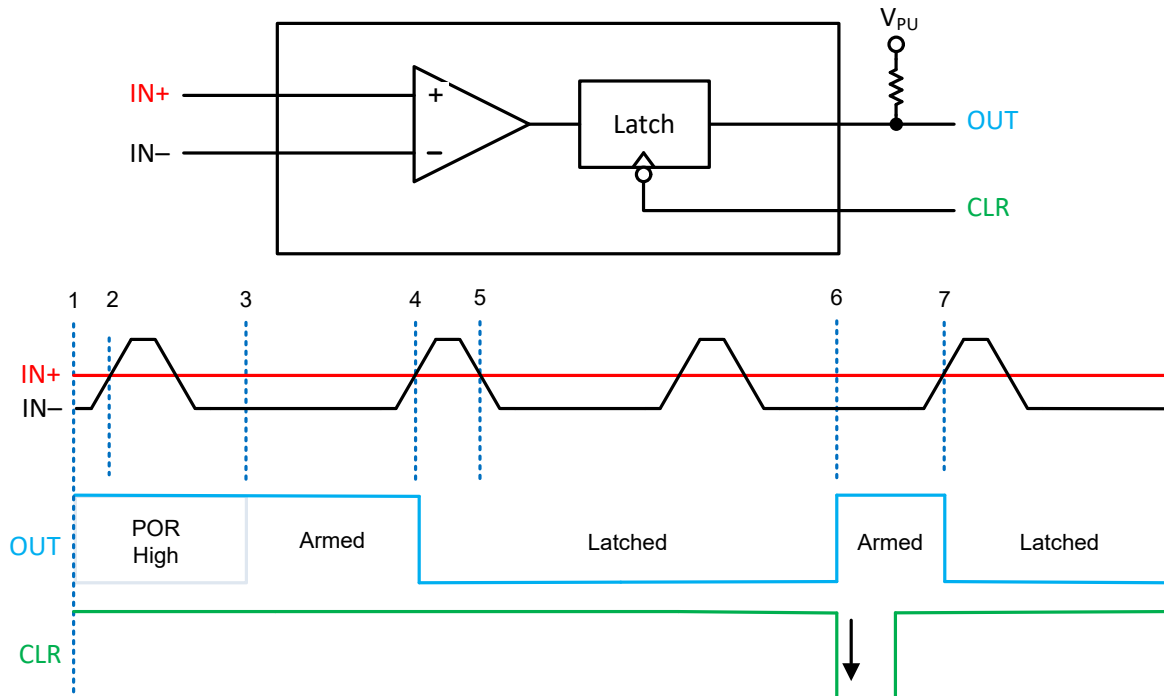 V_PU
IN+
+
Latch
OUT
IN–
−
CLR
1 2 3 4 5 6 7
IN+
IN–
POR
High
Armed
Latched
Armed
Latched
OUT
CLR